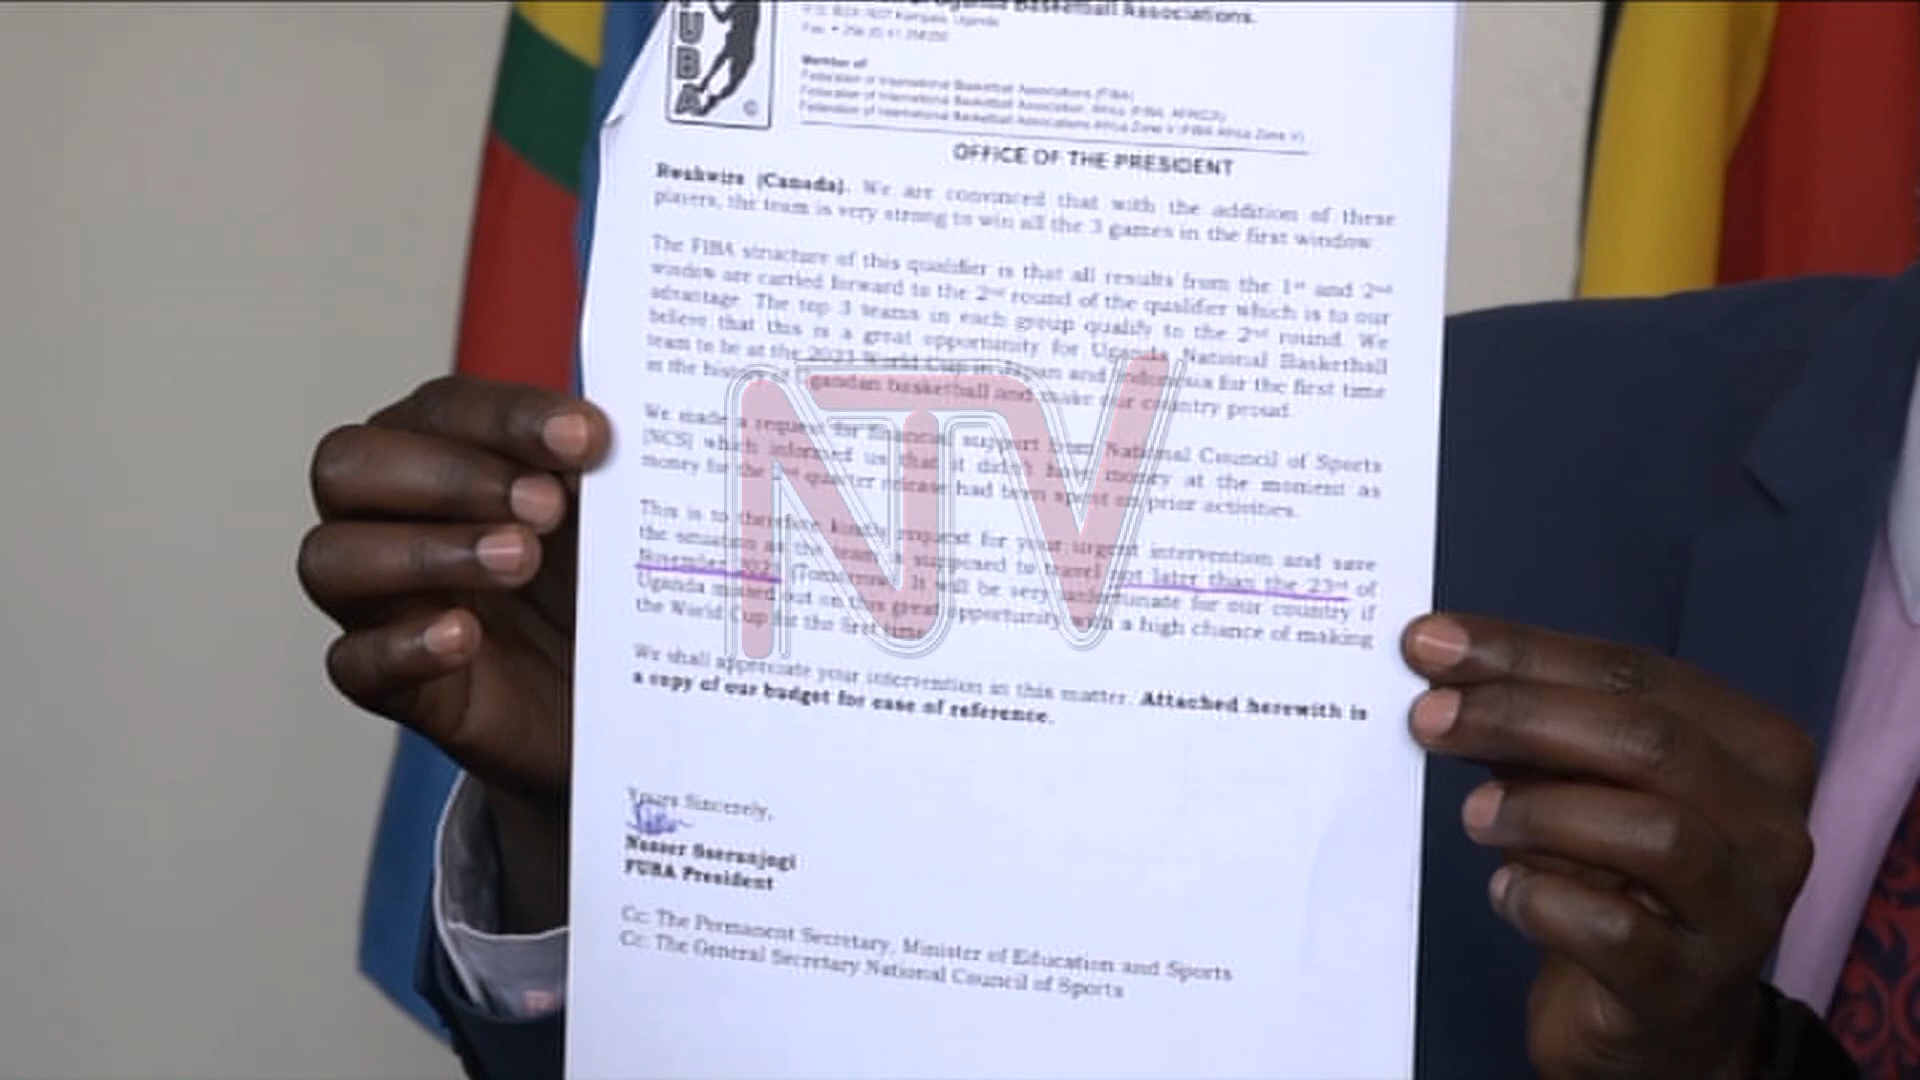 FUBA
Uganda Basketball Associations.
P.O. BOX Kampala, Uganda
Member of
Federation of International Basketball Associations (FIBA)
Federation of International Basketball Association, Africa (FIBA, AFRICA)
Federation of International Basketball Associations Africa Zone V (FIBA Africa Zone V)
OFFICE OF THE PRESIDENT
(Canada). We are convinced that with the addition of these
players, the team is very strong to win all the 3 games in the first window.
The FIBA structure of this qualifier is that all results from the 1st and 2nd
window are carried forward to the 2nd round of the qualifier which is to our
advantage. The top 3 teams in each group qualify to the 2nd round. We
believe that this is a great opportunity for Uganda National Basketball
team to be at the 2023 World Cup in Japan and Indonesia for the first time
in the history of Ugandan basketball and make our country proud.
We made a request for financial support from National Council of Sports
[NCS] which informed us that it didn't have money at the moment as
money for the 2nd quarter release had been spent on prior activities.
This is to therefore kindly request for your urgent intervention and save
the situation as the team is supposed to travel not later than the 23rd of
November (Tomorrow). It will be very unfortunate for our country if
Uganda missed out on this great opportunity with a high chance of making
the World Cup for the first time.
We shall appreciate your intervention in this matter. Attached herewith is
a copy of our budget for ease of reference.
Yours Sincerely,
Nasser Sserunjogi
FUBA President
Cc: The Permanent Secretary, Minister of Education and Sports
Cc: The General Secretary National Council of Sports
NTV